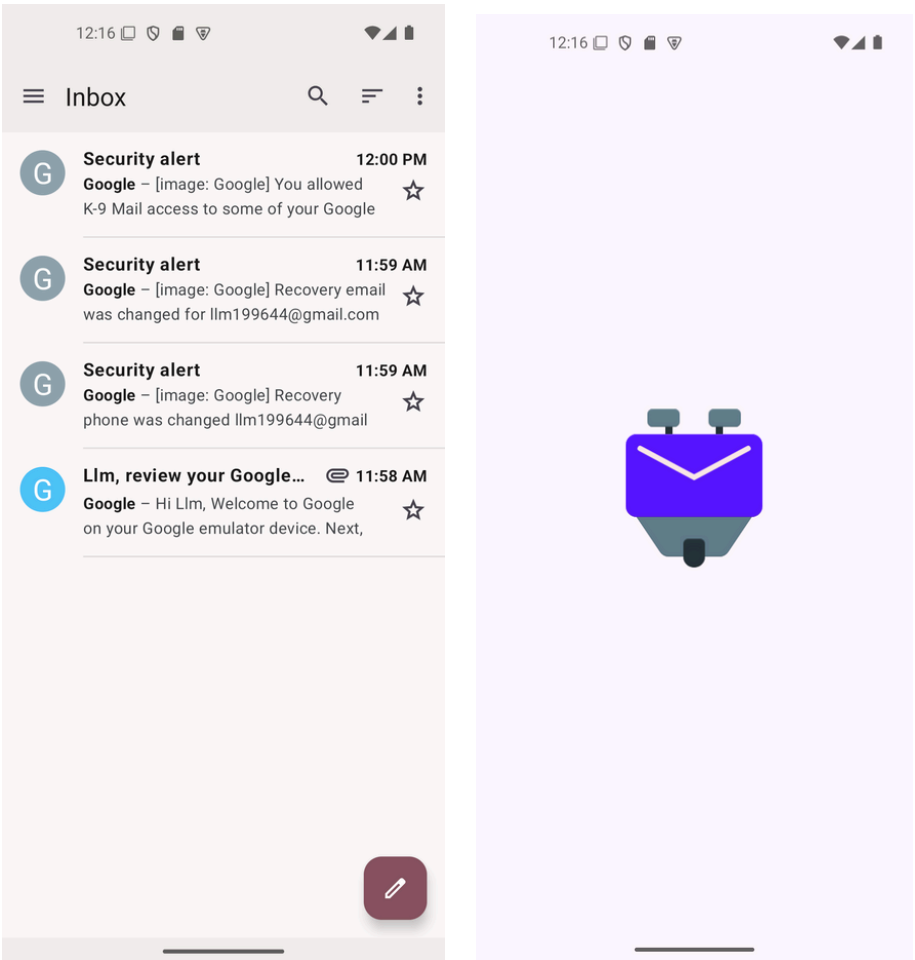 12:16
Inbox
Security alert 12:00 PM
Google – [image: Google] You allowed
K-9 Mail access to some of your Google
Security alert 11:59 AM
Google – [image: Google] Recovery email
was changed for llm199644@gmail.com
Security alert 11:59 AM
Google – [image: Google] Recovery
phone was changed llm199644@gmail
Llm, review your Google... 11:58 AM
Google – Hi Llm, Welcome to Google
on your Google emulator device. Next,
G
G
G
G
12:16